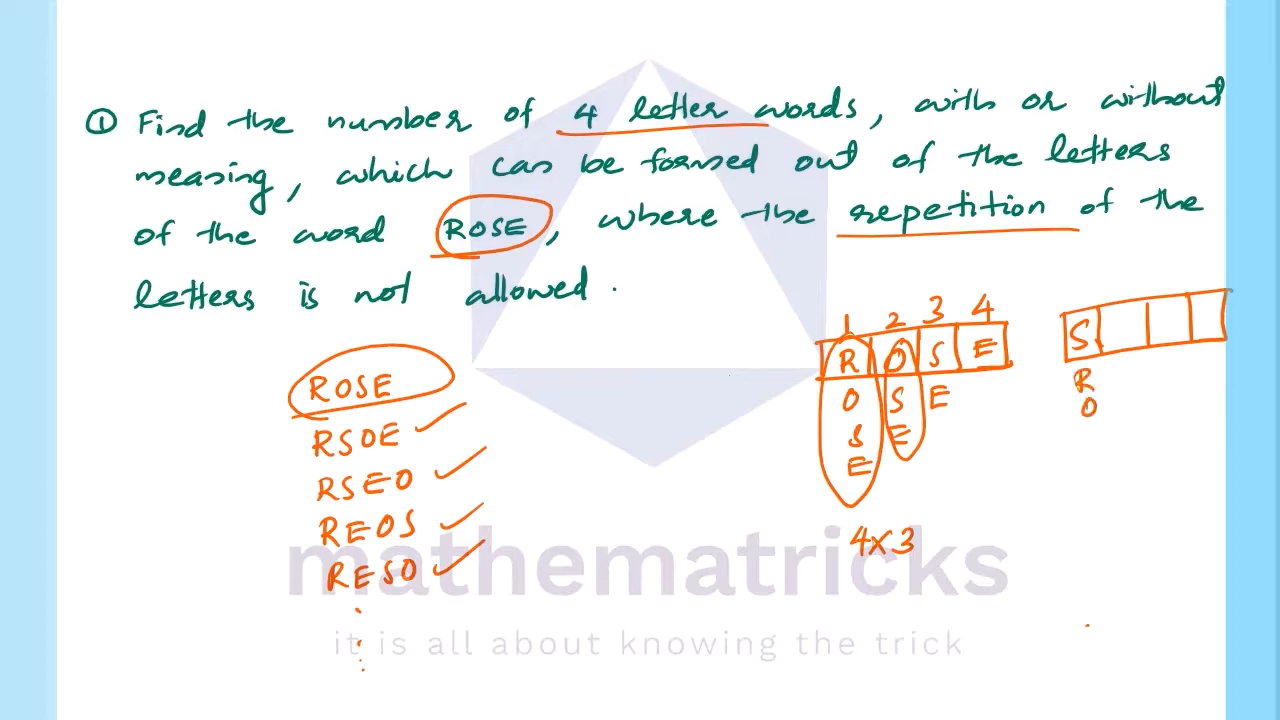 ① Find the number of 4 letter words, with or without
meaning, which can be formed out of the letters
of the word ROSE, where the repetition of the
letters is not allowed.
ROSE
RSOE
RSEO
REOS
RESO
1 2 3 4
R O S E
O S E
S E
E
4x3
S
R
O
mathematricks
it is all about knowing the trick